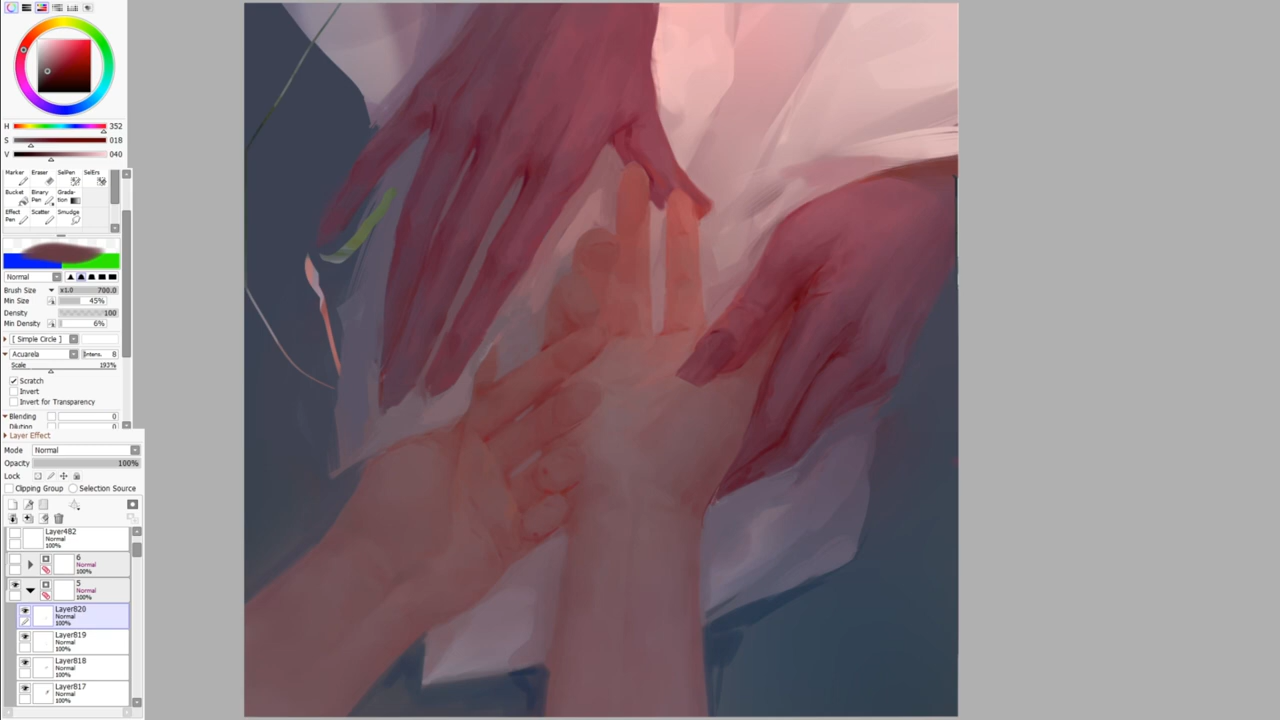 H 352
S 018
V 040
Marker Eraser SelPen SelErs
Bucket Binary Pen Grada-tion
Effect Pen Scatter Smudge
Normal
Brush Size x1.0 700.0
Min Size 45%
Density 100
Min Density 6%
[ Simple Circle ]
Acuarela Intens. 8
Scale 193%
Scratch
Invert
Invert for Transparency
Blending 0
Dilution 0
Layer Effect
Mode Normal
Opacity 100%
Lock
Clipping Group Selection Source
Layer482
Normal
100%
6
Normal
100%
5
Normal
100%
Layer820
Normal
100%
Layer819
Normal
100%
Layer818
Normal
100%
Layer817
Normal
100%